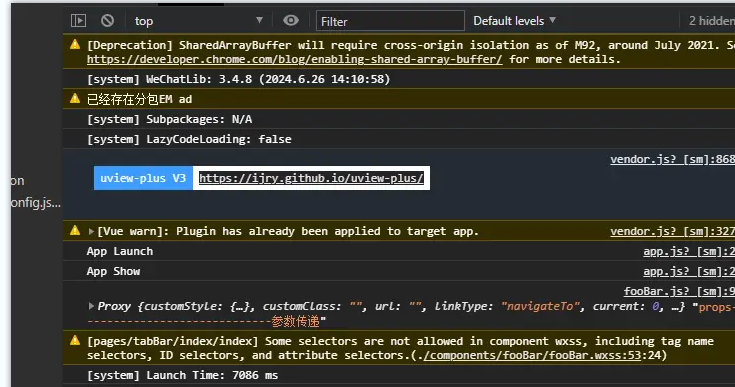 top
Filter
Default levels
2 hidden
[Deprecation] SharedArrayBuffer will require cross-origin isolation as of M92, around July 2021. Se
https://developer.chrome.com/blog/enabling-shared-array-buffer/ for more details.
[system] WeChatLib: 3.4.8 (2024.6.26 14:10:58)
已经存在分包EM ad
[system] Subpackages: N/A
[system] LazyCodeLoading: false
vendor.js? [sm]:868
on
uview-plus V3 https://ijry.github.io/uview-plus/
onfig.js...
[Vue warn]: Plugin has already been applied to target app. vendor.js? [sm]:327
App Launch app.js? [sm]:2
App Show app.js? [sm]:2
fooBar.js? [sm]:9
Proxy {customStyle: {…}, customClass: "", url: "", linkType: "navigateTo", current: 0, …} "props-
----------------------------参数传递"
[pages/tabBar/index/index] Some selectors are not allowed in component wxss, including tag name
selectors, ID selectors, and attribute selectors.(./components/fooBar/fooBar.wxss:53:24)
[system] Launch Time: 7086 ms